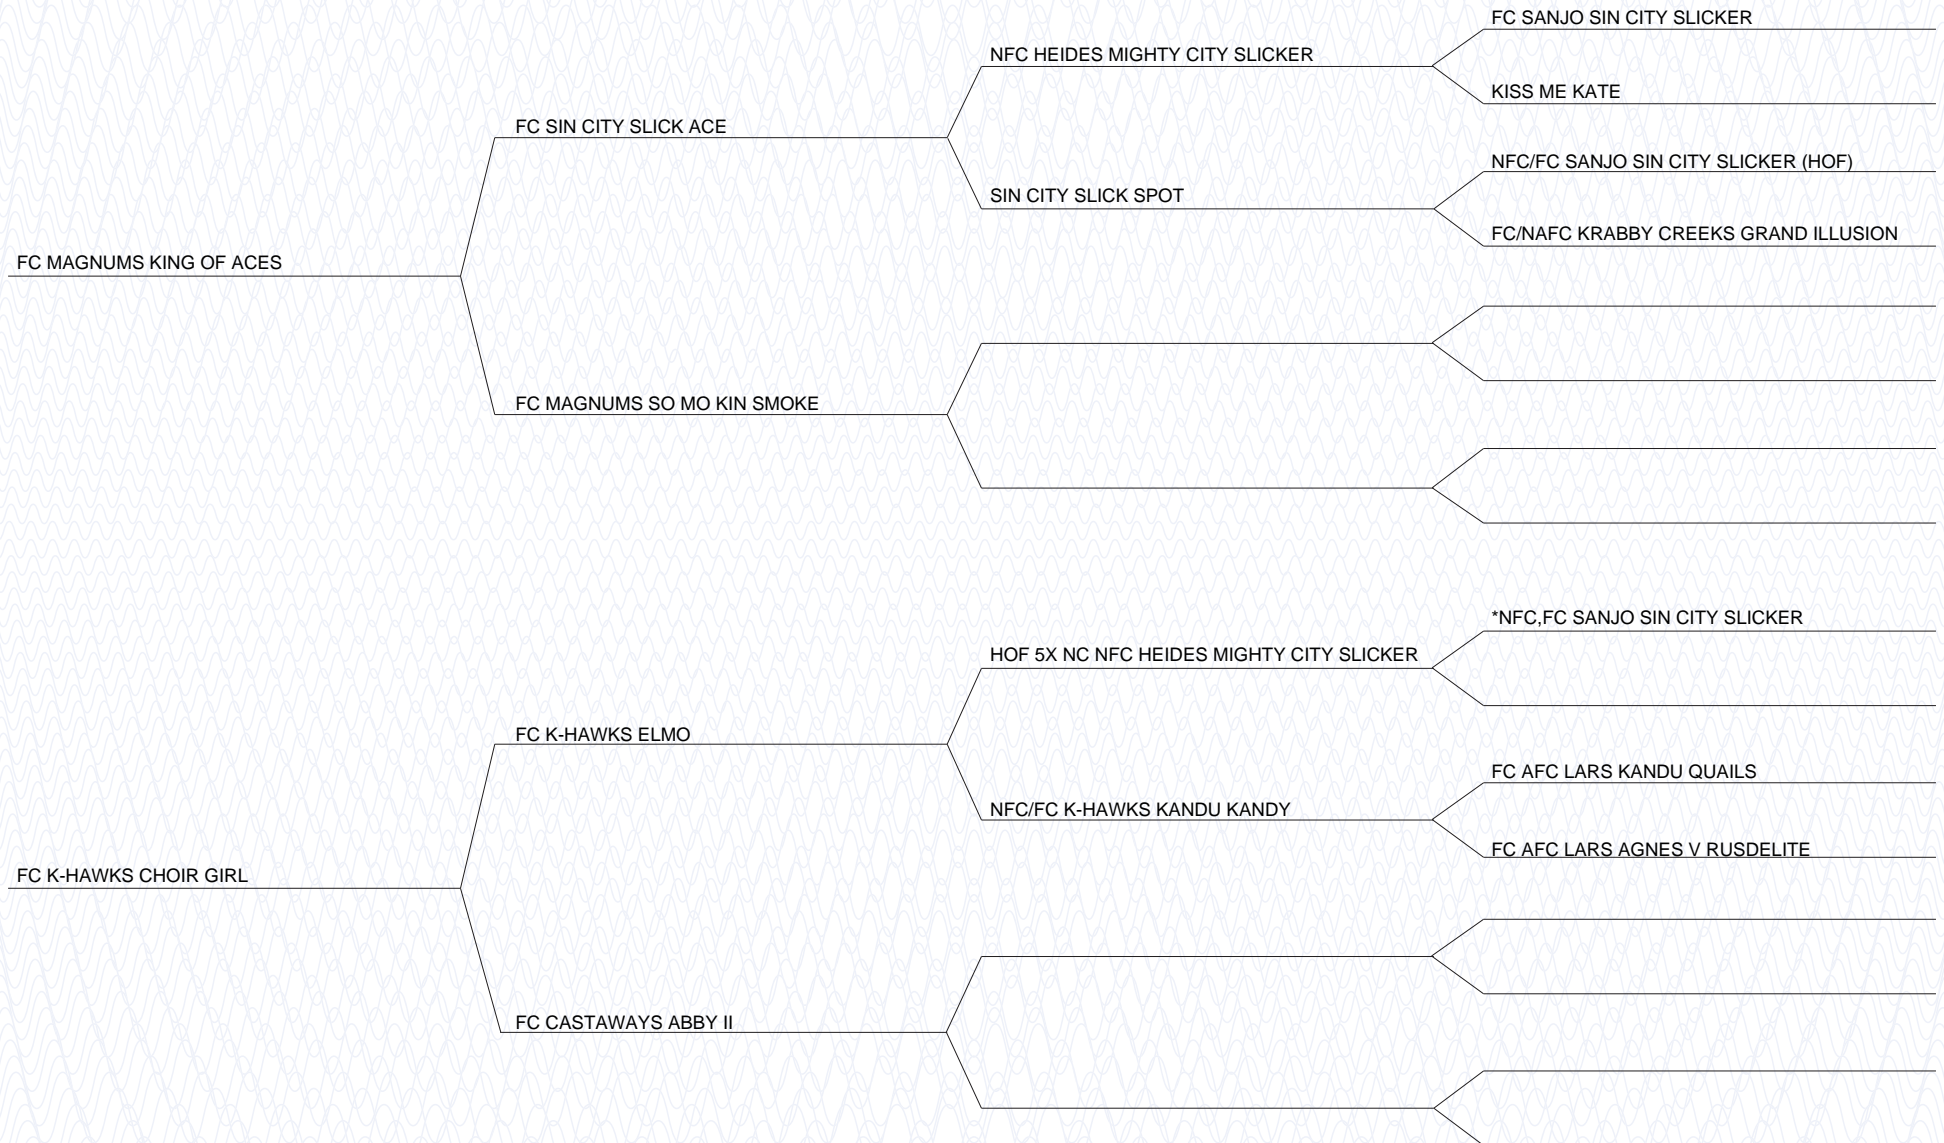 FC SANJO SIN CITY SLICKER
NFC HEIDES MIGHTY CITY SLICKER
KISS ME KATE
FC SIN CITY SLICK ACE
NFC/FC SANJO SIN CITY SLICKER (HOF)
SIN CITY SLICK SPOT
FC/NAFC KRABBY CREEKS GRAND ILLUSION
FC MAGNUMS KING OF ACES
FC MAGNUMS SO MO KIN SMOKE
*NFC,FC SANJO SIN CITY SLICKER
HOF 5X NC NFC HEIDES MIGHTY CITY SLICKER
FC K-HAWKS ELMO
FC AFC LARS KANDU QUAILS
NFC/FC K-HAWKS KANDU KANDY
FC AFC LARS AGNES V RUSDELITE
FC K-HAWKS CHOIR GIRL
FC CASTAWAYS ABBY II